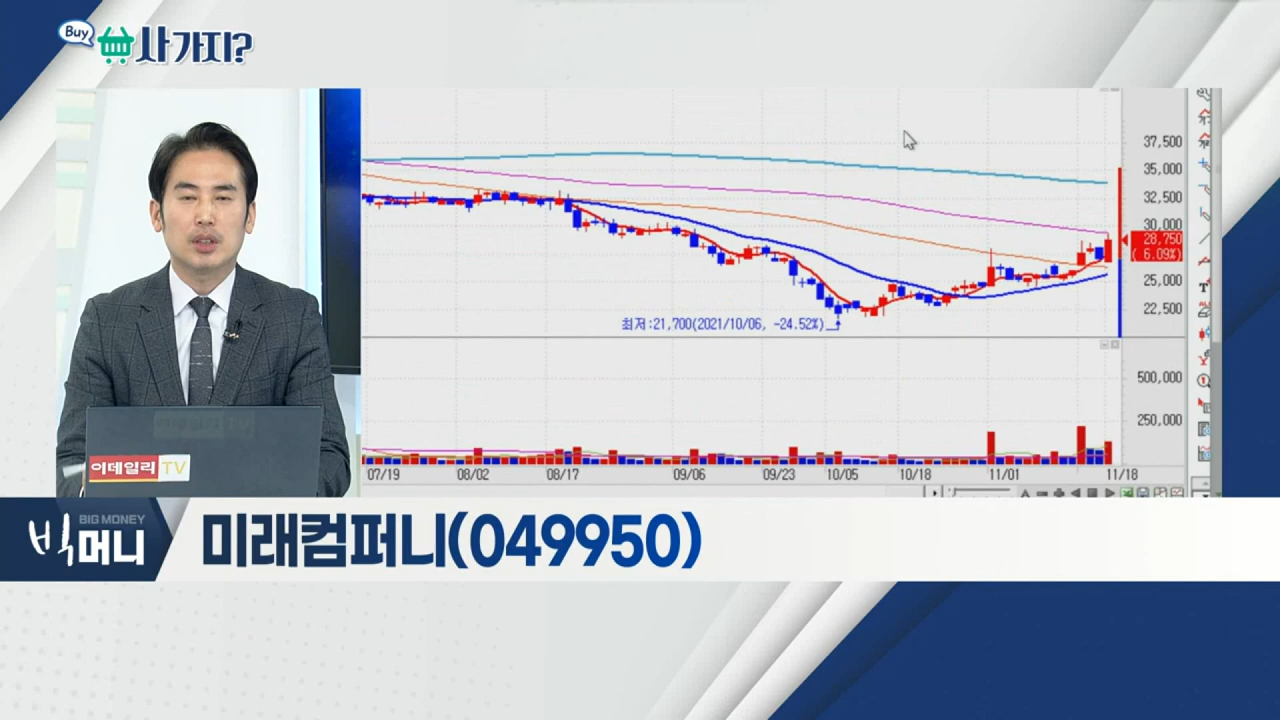 Buy
사가지?
37,500
35,000
32,500
30,000
28,750
( 6.09%)
25,000
22,500
최저:21,700(2021/10/06, -24.52%)
500,000
250,000
07/19 08/02 08/17 09/06 09/23 10/05 10/18 11/01 11/18
이데일리 TV
BIG MONEY
빅머니
미래컴퍼니(049950)